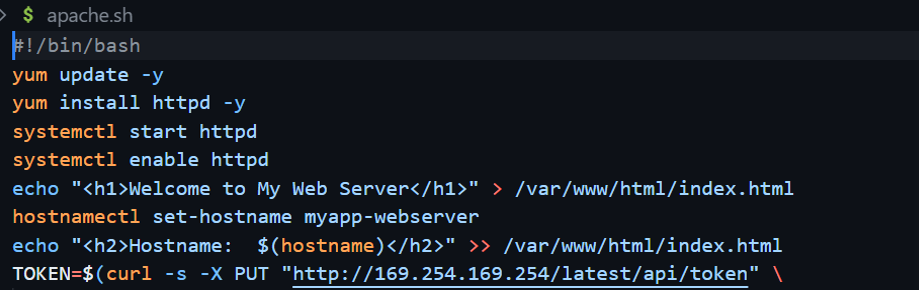 $ apache.sh
#!/bin/bash
yum update -y
yum install httpd -y
systemctl start httpd
systemctl enable httpd
echo "<h1>Welcome to My Web Server</h1>" > /var/www/html/index.html
hostnamectl set-hostname myapp-webserver
echo "<h2>Hostname:  $(hostname)</h2>" >> /var/www/html/index.html
TOKEN=$(curl -s -X PUT "http://169.254.169.254/latest/api/token" \